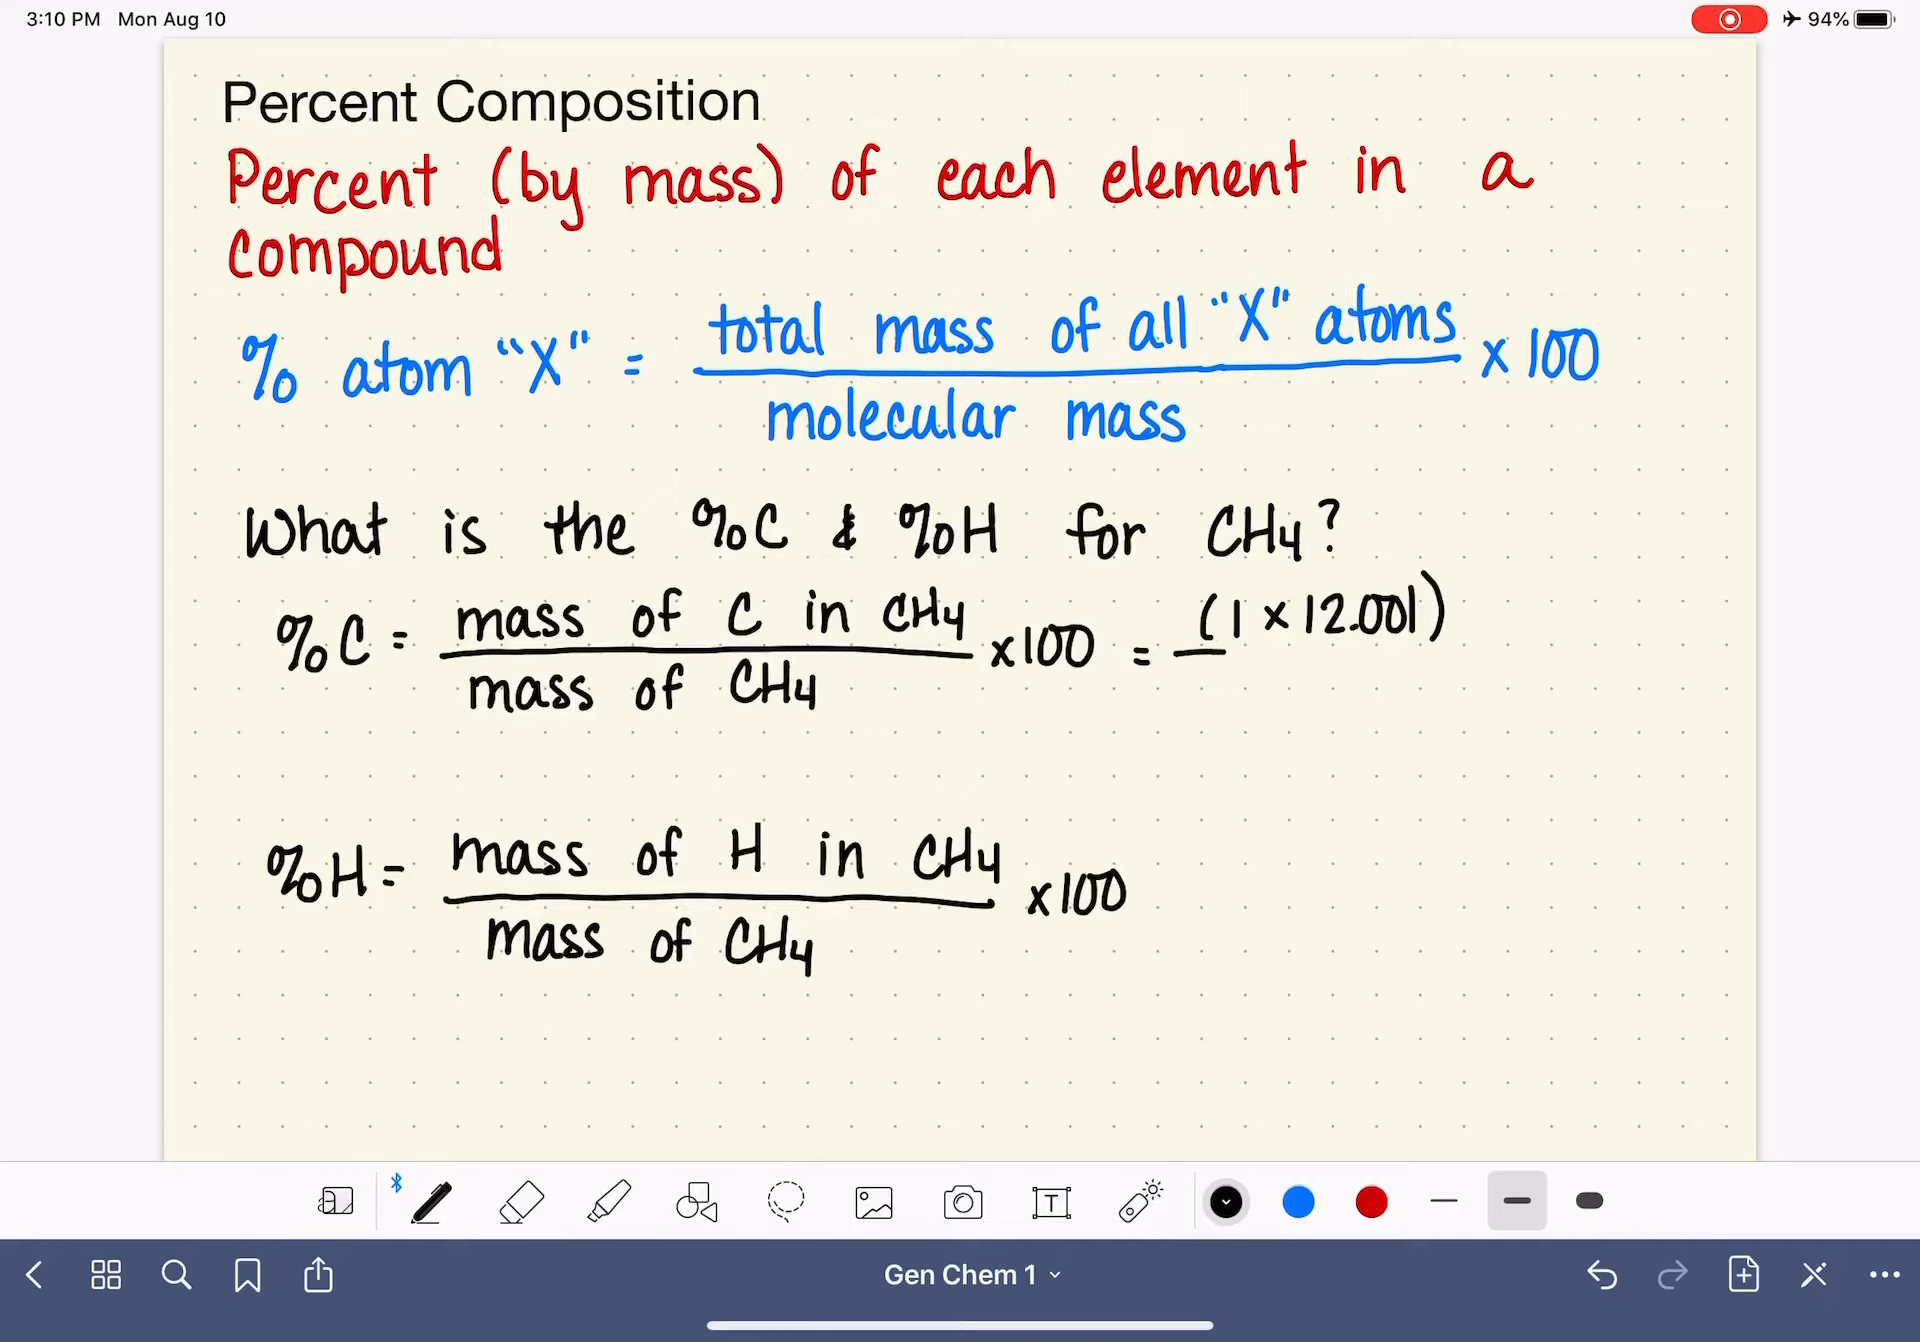 3:10 PM Mon Aug 10
94%
Percent Composition
Percent (by mass) of each element in a
compound
% atom "X" = total mass of all "X" atoms x 100
molecular mass
What is the %C & %H for CH4?
%C = mass of C in CH4 x100 = (1 x 12.001)
mass of CH4
%H = mass of H in CH4 x100
mass of CH4
T
Gen Chem 1